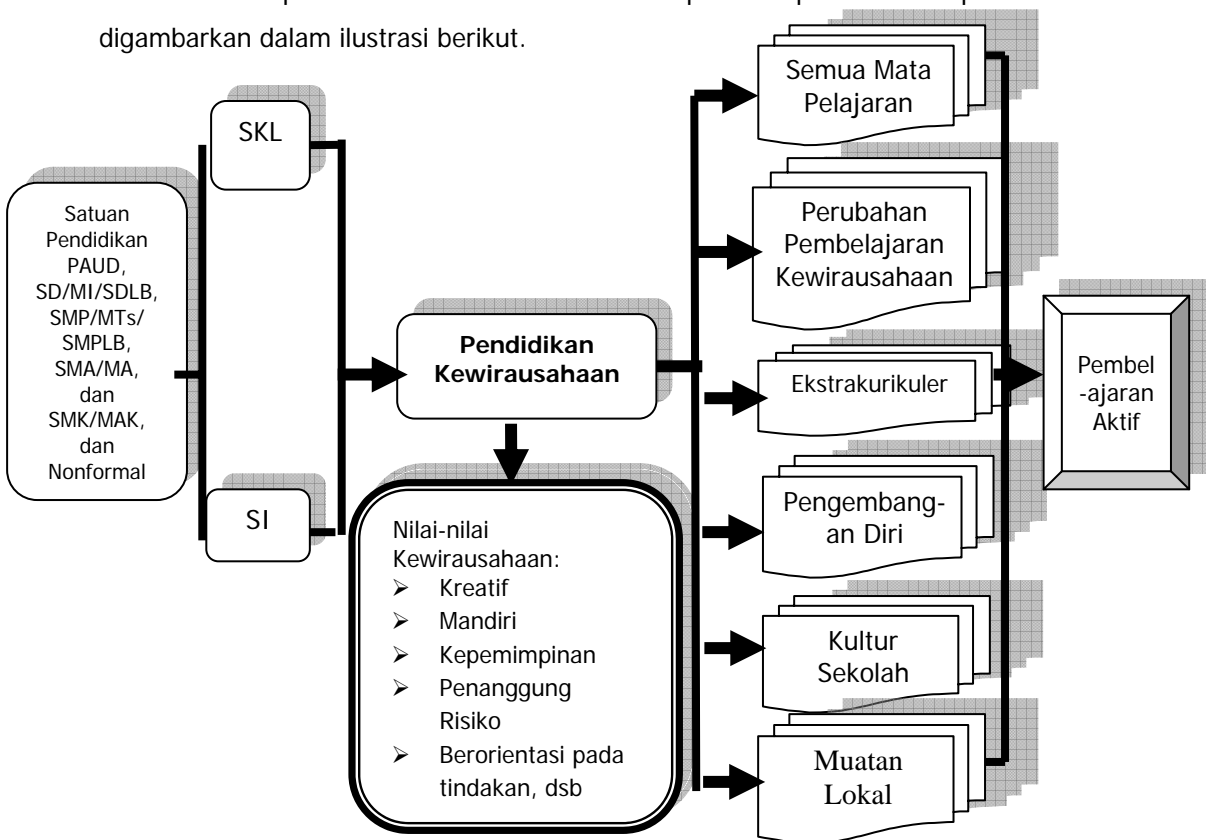 digambarkan dalam ilustrasi berikut.
Satuan
Pendidikan
PAUD,
SD/MI/SDLB,
SMP/MTs/
SMPLB,
SMA/MA,
dan
SMK/MAK,
dan
Nonformal
SKL
SI
Pendidikan
Kewirausahaan
Nilai-nilai
Kewirausahaan:
➢ Kreatif
➢ Mandiri
➢ Kepemimpinan
➢ Penanggung
Risiko
➢ Berorientasi pada
tindakan, dsb
Semua Mata
Pelajaran
Perubahan
Pembelajaran
Kewirausahaan
Ekstrakurikuler
Pengembang-
an Diri
Kultur
Sekolah
Muatan
Lokal
Pembel
-ajaran
Aktif